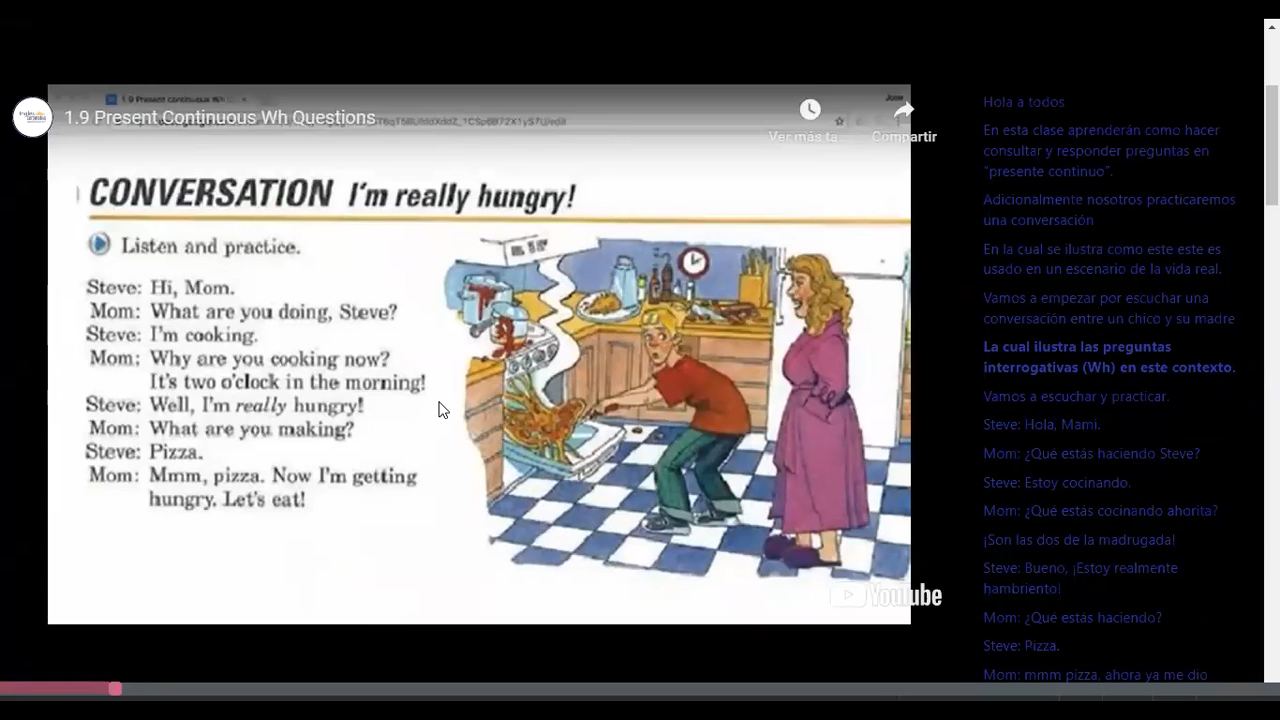 1.9 Present Continuous Wh Questions
Ver más ta...
Compartir
CONVERSATION I'm really hungry!
Listen and practice.
Steve: Hi, Mom.
Mom: What are you doing, Steve?
Steve: I'm cooking.
Mom: Why are you cooking now?
It's two o'clock in the morning!
Steve: Well, I'm really hungry!
Mom: What are you making?
Steve: Pizza.
Mom: Mmm, pizza. Now I'm getting
hungry. Let's eat!
YouTube
Hola a todos
En esta clase aprenderán como hacer
consultar y responder preguntas en
“presente continuo”.
Adicionalmente nosotros practicaremos
una conversación
En la cual se ilustra como este este es
usado en un escenario de la vida real.
Vamos a empezar por escuchar una
conversación entre un chico y su madre
La cual ilustra las preguntas
interrogativas (Wh) en este contexto.
Vamos a escuchar y practicar.
Steve: Hola, Mami.
Mom: ¿Qué estás haciendo Steve?
Steve: Estoy cocinando.
Mom: ¿Qué estás cocinando ahorita?
¡Son las dos de la madrugada!
Steve: Bueno, ¡Estoy realmente
hambriento!
Mom: ¿Qué estás haciendo?
Steve: Pizza.
Mom: mmm pizza, ahora ya me dio